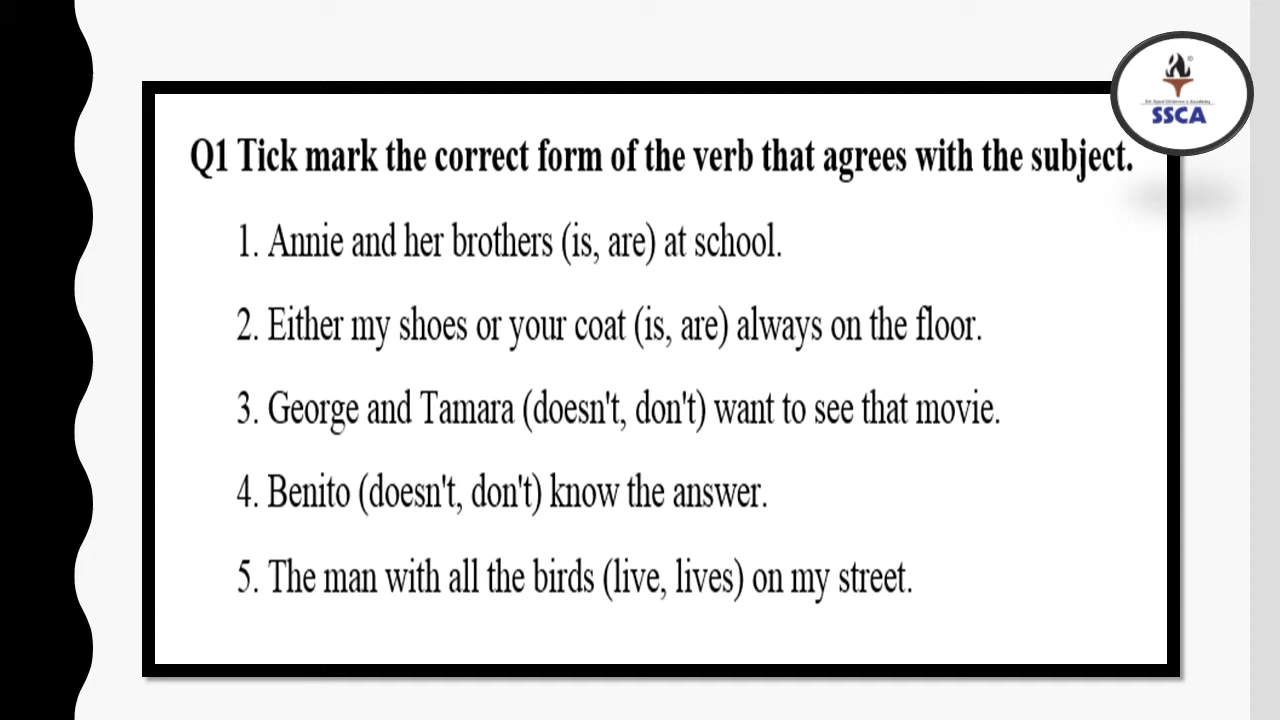 SSCA
Q1 Tick mark the correct form of the verb that agrees with the subject.
1. Annie and her brothers (is, are) at school.
2. Either my shoes or your coat (is, are) always on the floor.
3. George and Tamara (doesn't, don't) want to see that movie.
4. Benito (doesn't, don't) know the answer.
5. The man with all the birds (live, lives) on my street.